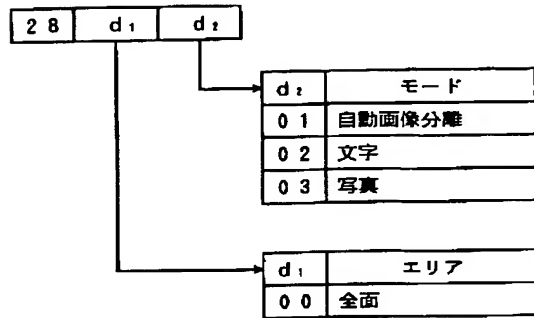 28 d₁ d₂
d₂ モード
01 自動画像分離
02 文字
03 写真
d₁ エリア
00 全面